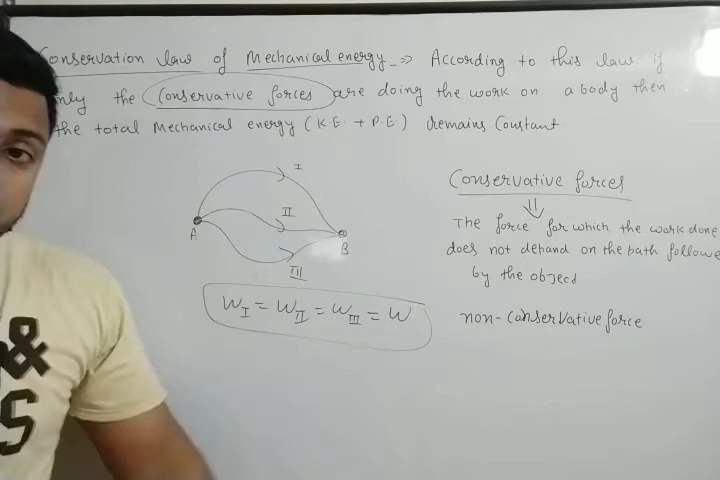 Conservation law of Mechanical energy ⇒ According to this law if
only the Conservative forces are doing the work on a body then
the total Mechanical energy (K.E. + P.E) remains Constant
I
II
III
A
B
W_I = W_II = W_III = W
Conservative forces
⇓
The force for which the work done
does not depand on the path followe
by the object
non-Conservative force
&
S